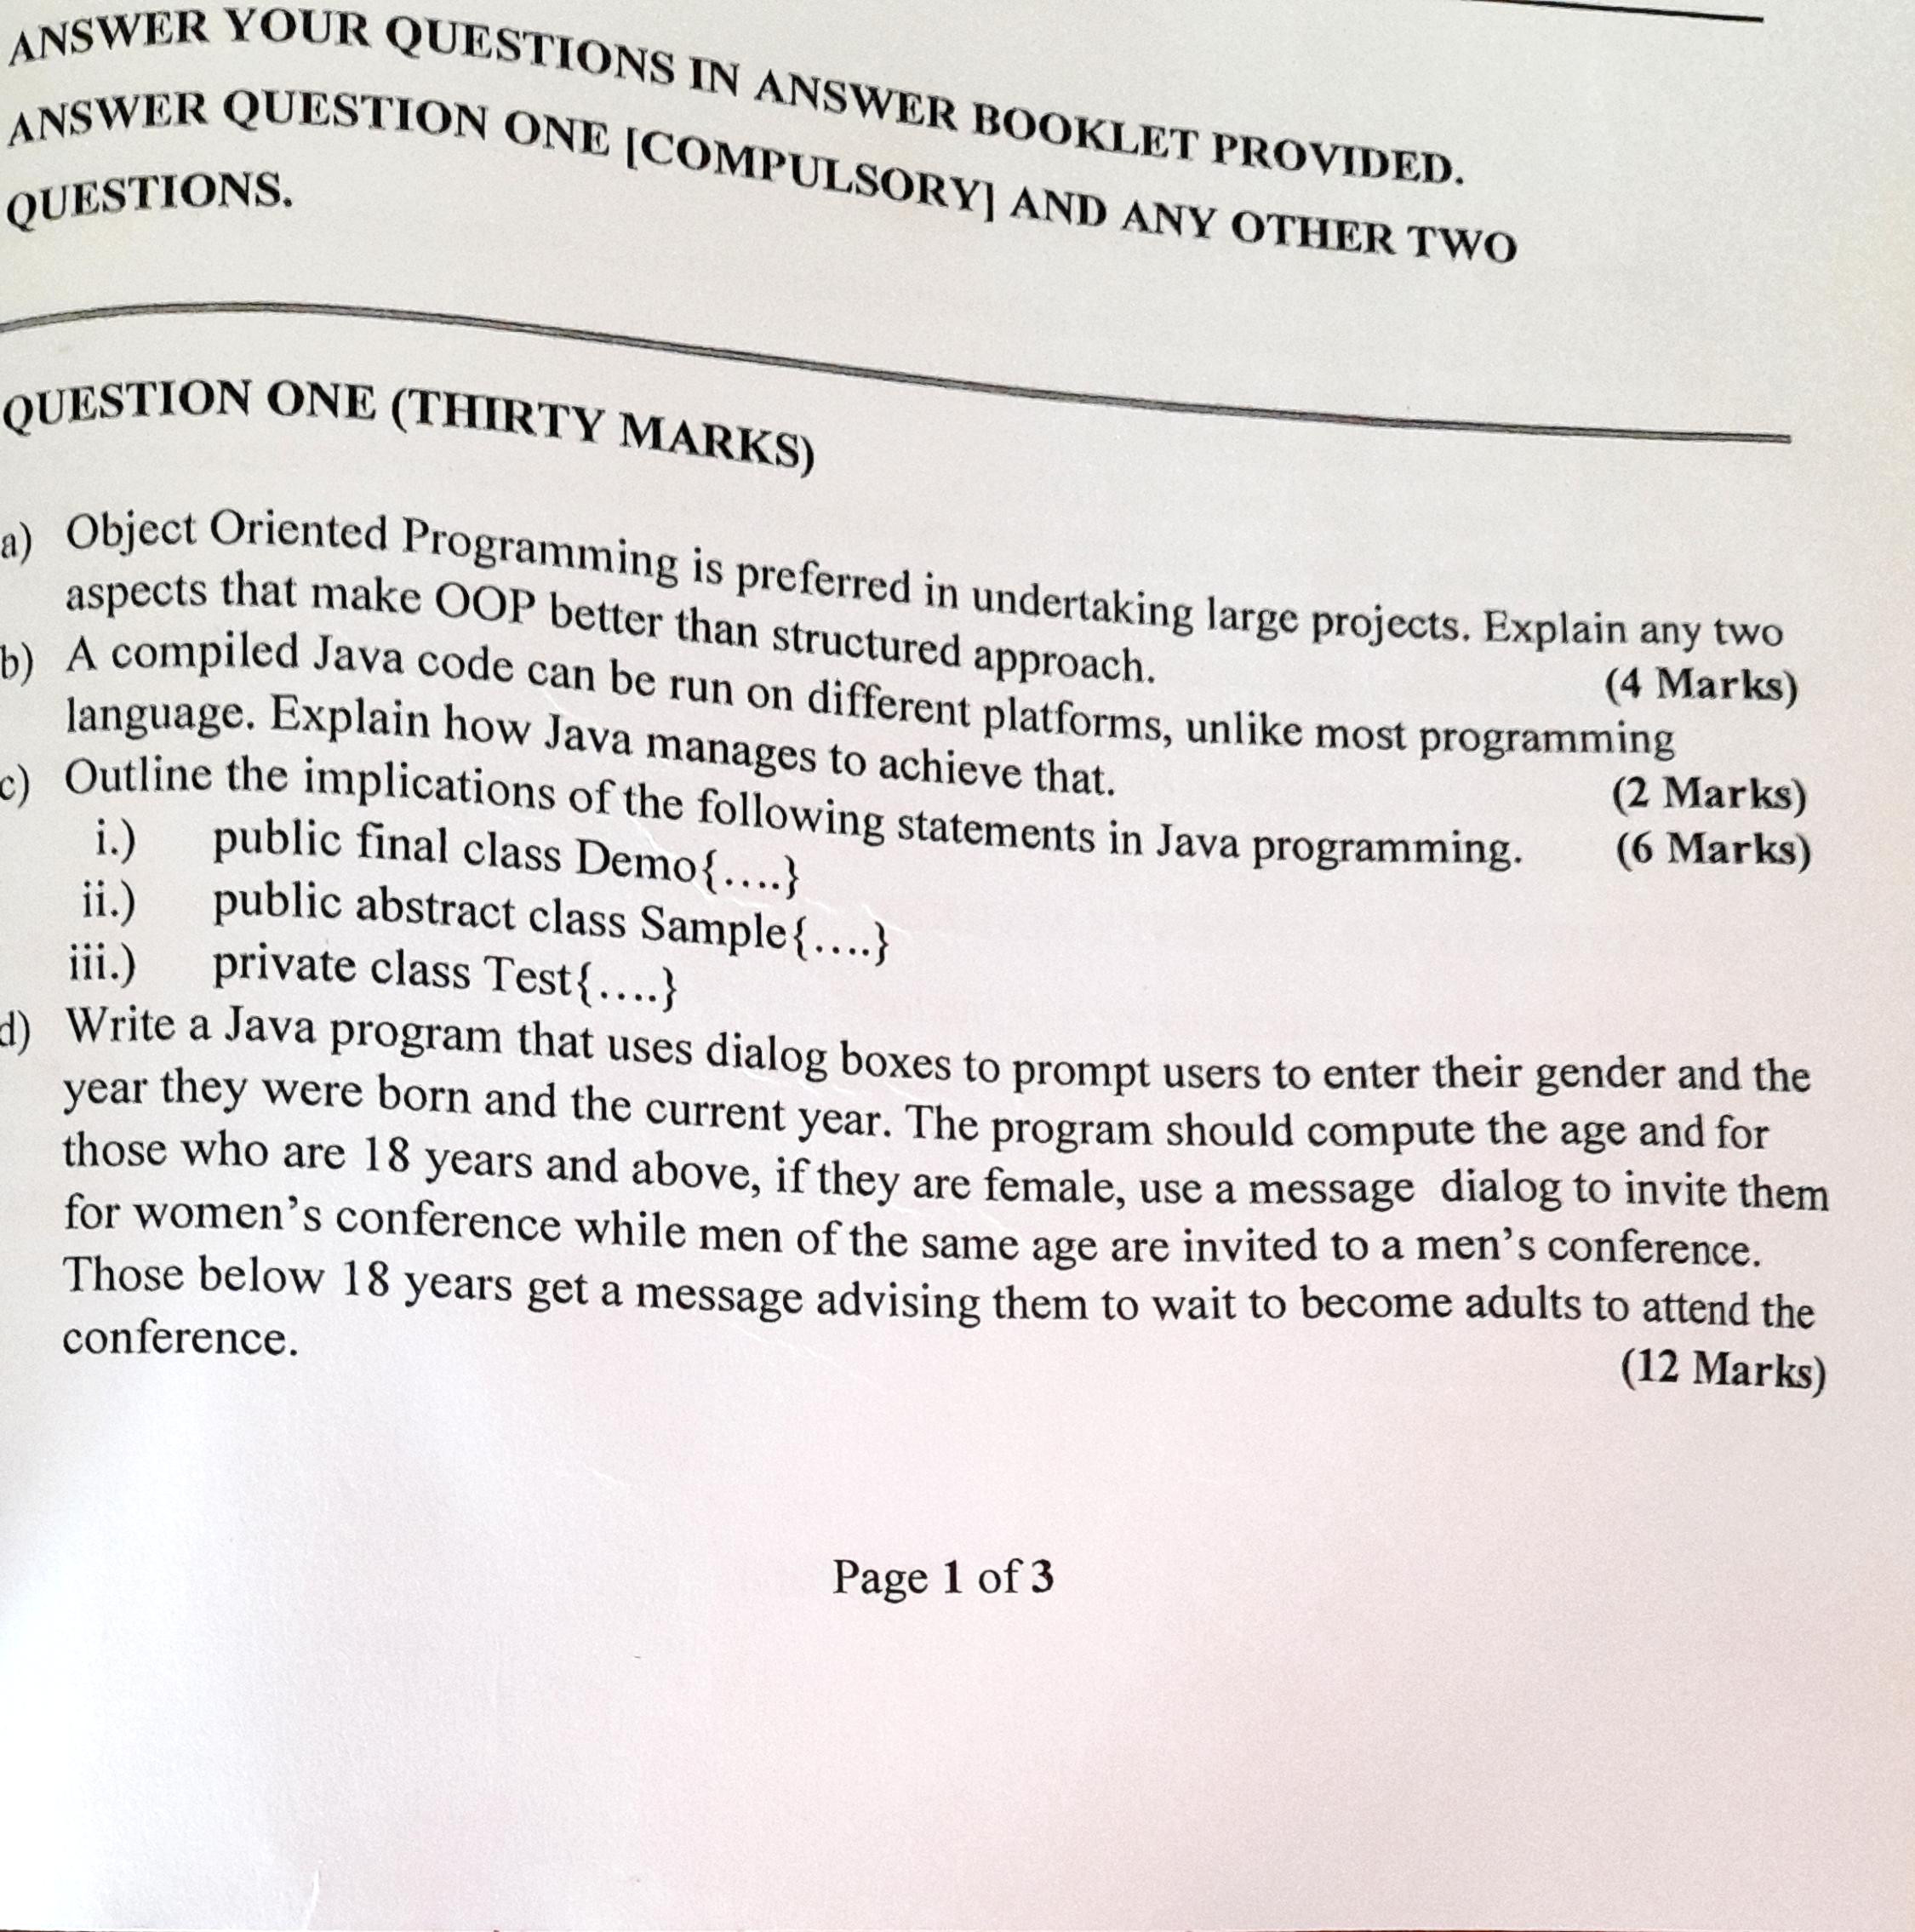 ANSWER YOUR QUESTIONS IN ANSWER BOOKLET PROVIDED.
ANSWER QUESTION ONE [COMPULSORY] AND ANY OTHER TWO
QUESTIONS.
QUESTION ONE (THIRTY MARKS)
a) Object Oriented Programming is preferred in undertaking large projects. Explain any two
aspects that make OOP better than structured approach. (4 Marks)
b) A compiled Java code can be run on different platforms, unlike most programming
language. Explain how Java manages to achieve that. (2 Marks)
c) Outline the implications of the following statements in Java programming. (6 Marks)
i.) public final class Demo{....}
ii.) public abstract class Sample{....}
iii.) private class Test{....}
d) Write a Java program that uses dialog boxes to prompt users to enter their gender and the
year they were born and the current year. The program should compute the age and for
those who are 18 years and above, if they are female, use a message dialog to invite them
for women's conference while men of the same age are invited to a men's conference.
Those below 18 years get a message advising them to wait to become adults to attend the
conference. (12 Marks)
Page 1 of 3